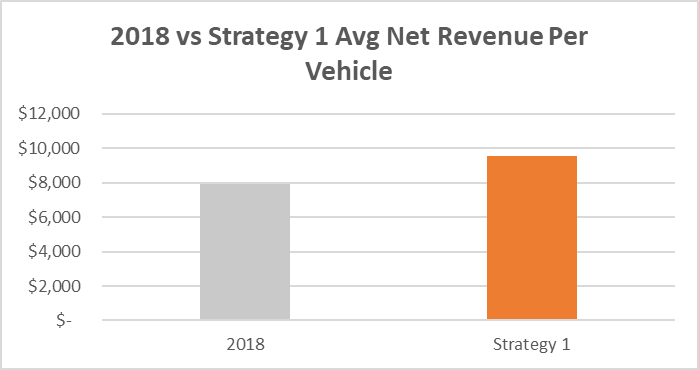 2018 vs Strategy 1 Avg Net Revenue Per
Vehicle
$12,000
$10,000
$8,000
$6,000
$4,000
$2,000
$-
2018
Strategy 1